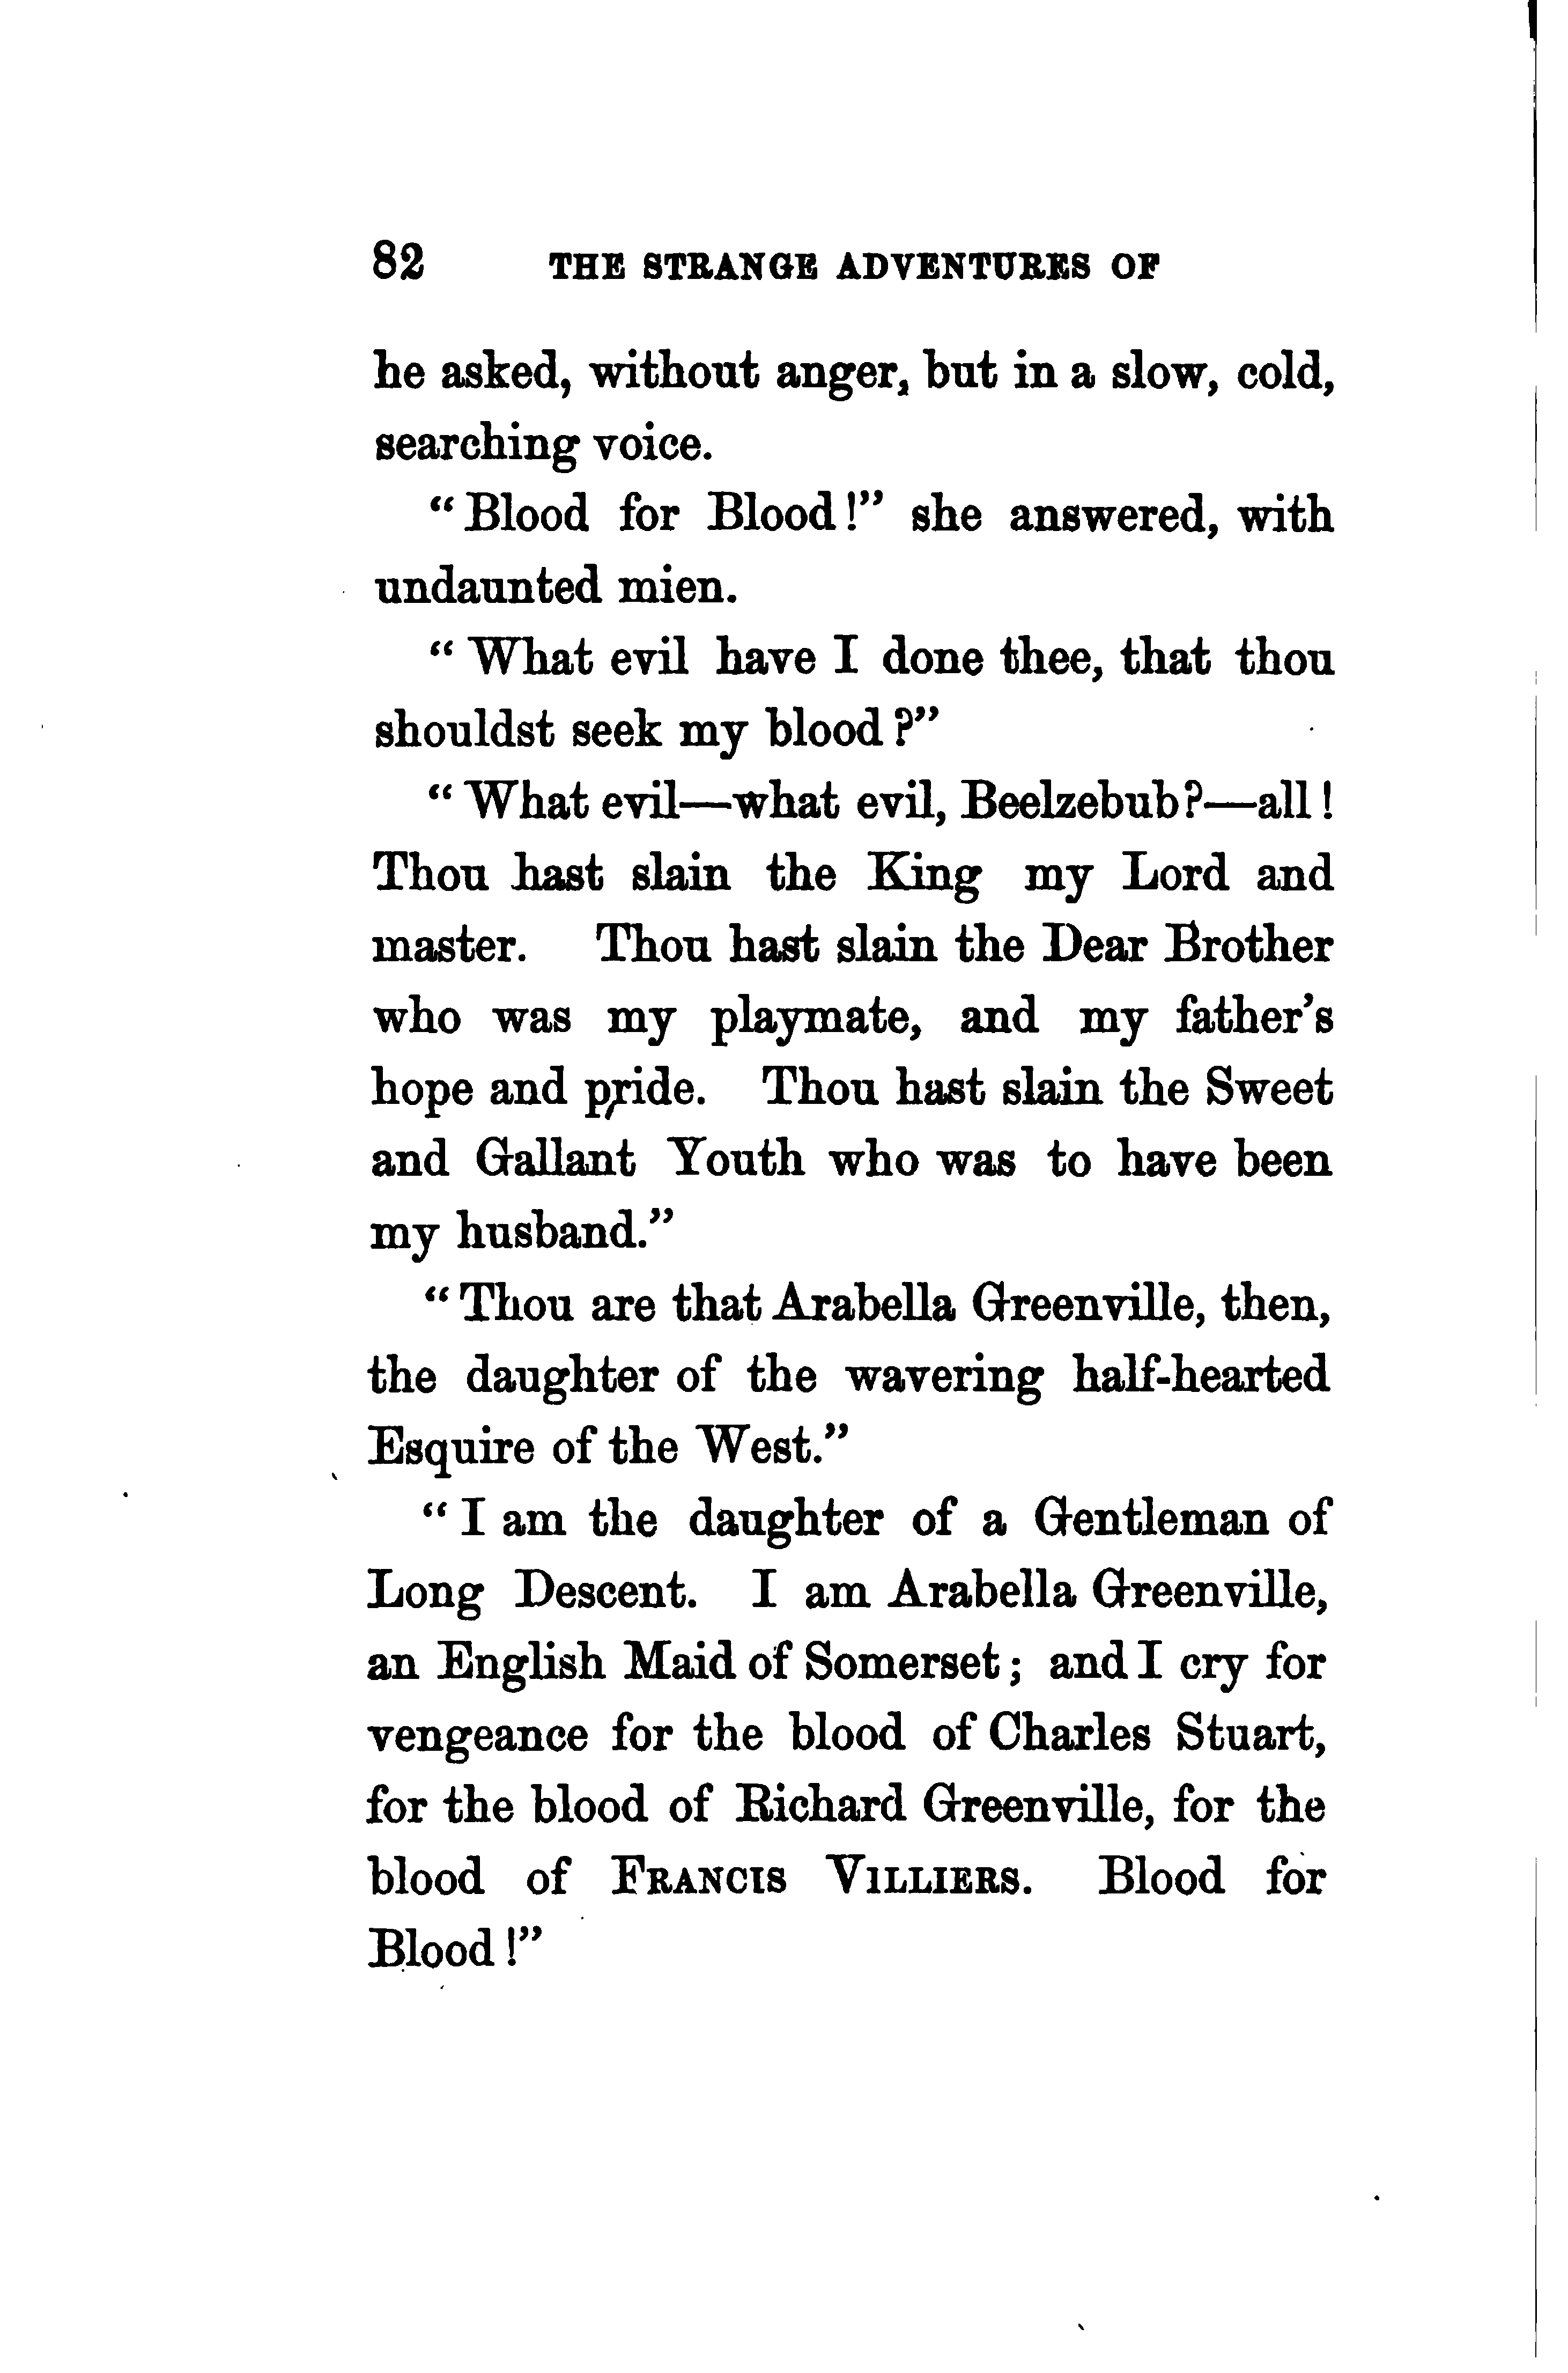 82 THE STRANGE ADVENTURES OF
he asked, without anger, but in a slow, cold,
searching voice.
“Blood for Blood!” she answered, with
undaunted mien.
“What evil have I done thee, that thou
shouldst seek my blood?”
“What evil—what evil, Beelzebub?—all!
Thou hast slain the King my Lord and
master. Thou hast slain the Dear Brother
who was my playmate, and my father’s
hope and pride. Thou hast slain the Sweet
and Gallant Youth who was to have been
my husband.”
“Thou are that Arabella Greenville, then,
the daughter of the wavering half-hearted
Esquire of the West.”
“I am the daughter of a Gentleman of
Long Descent. I am Arabella Greenville,
an English Maid of Somerset; and I cry for
vengeance for the blood of Charles Stuart,
for the blood of Richard Greenville, for the
blood of FRANCIS VILLIERS. Blood for
Blood!”